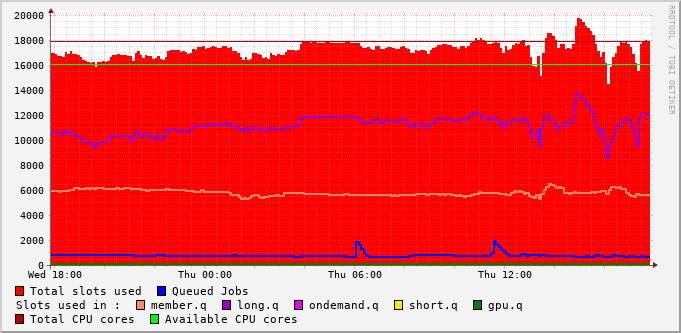 20000
18000
16000
14000
12000
10000
8000
6000
4000
2000
0
Wed 18:00 Thu 00:00 Thu 06:00 Thu 12:00
Total slots used Queued Jobs
Slots used in : member.q long.q ondemand.q short.q gpu.q
Total CPU cores Available CPU cores
RRDTOOL / TOBI OETIKER